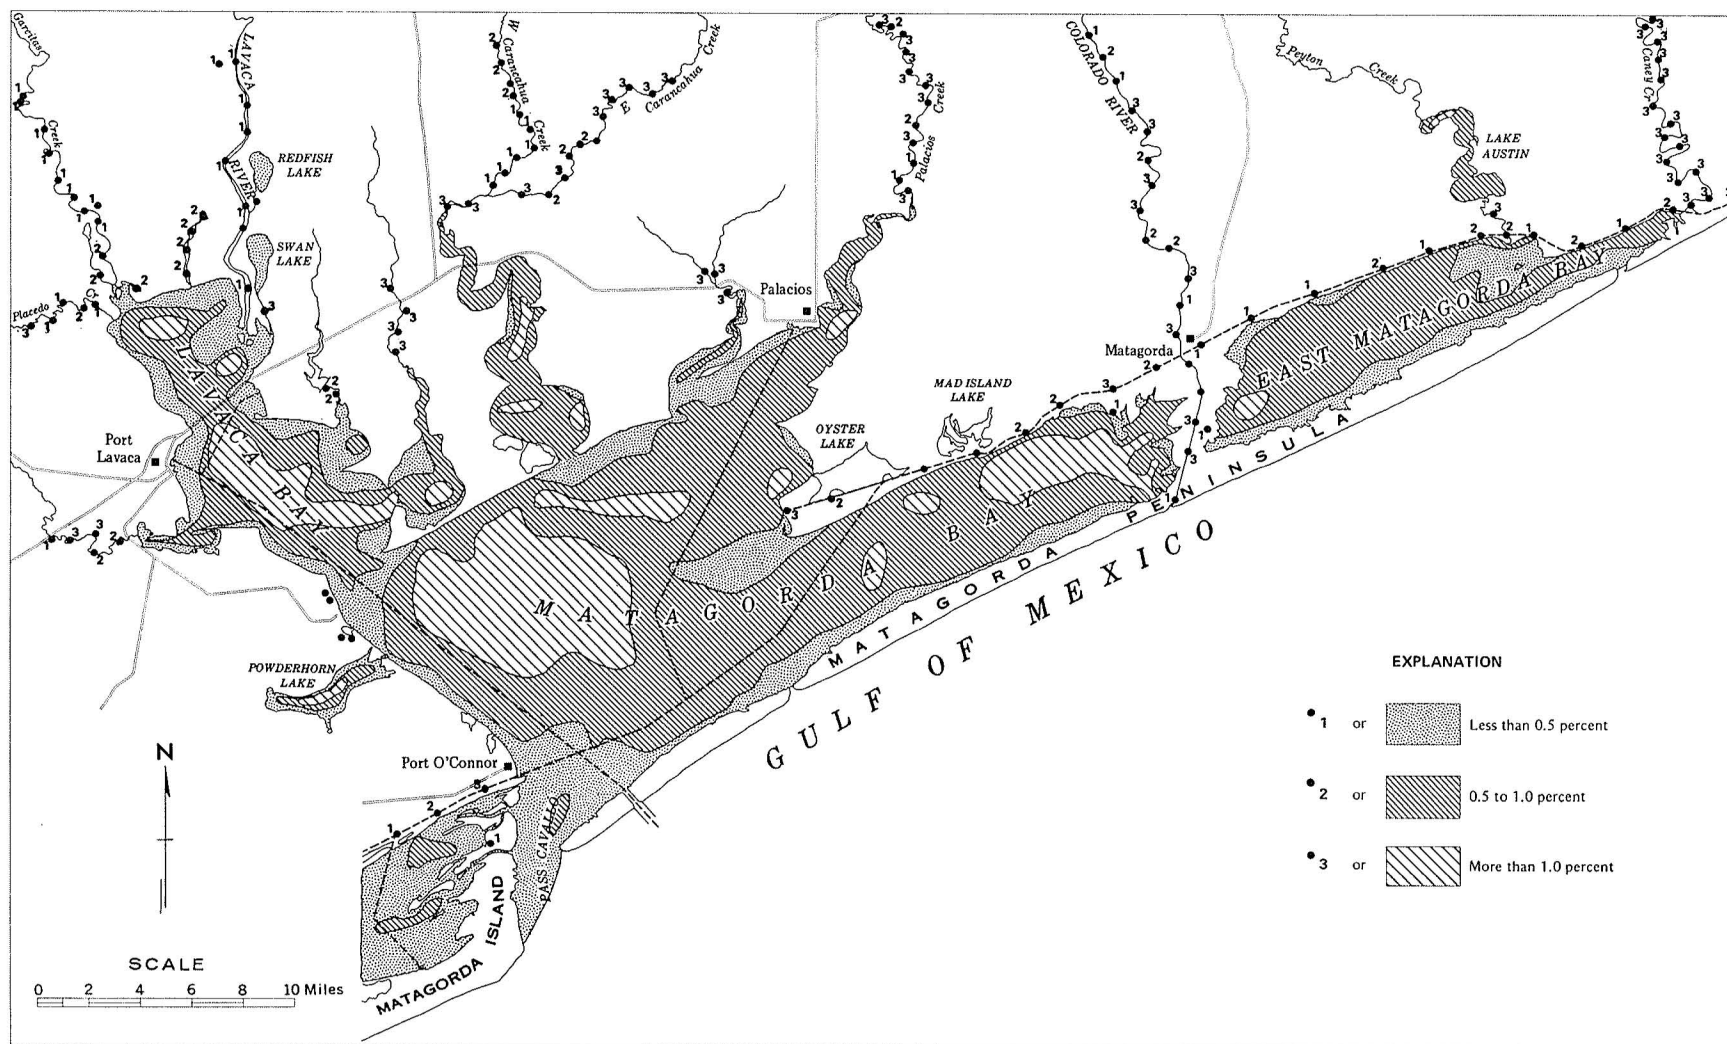 Garcitas
Creek
LAVACA
RIVER
W
Carancahua
Creek
E
Carancahua
Creek
Creek
Palacios
COLORADO
RIVER
Peyton
Creek
Caney Cr
REDFISH
LAKE
SWAN
LAKE
LAKE
AUSTIN
Placedo
Cr
Palacios
Matagorda
MAD ISLAND
LAKE
OYSTER
LAKE
EAST MATAGORDA BAY
LAVACA BAY
Port
Lavaca
MATAGORDA BAY
MATAGORDA PENINSULA
GULF OF MEXICO
POWDERHORN
LAKE
Port O'Connor
PASS CAVALLO
MATAGORDA
ISLAND
N
SCALE
0 2 4 6 8 10 Miles
EXPLANATION
1 or Less than 0.5 percent
2 or 0.5 to 1.0 percent
3 or More than 1.0 percent